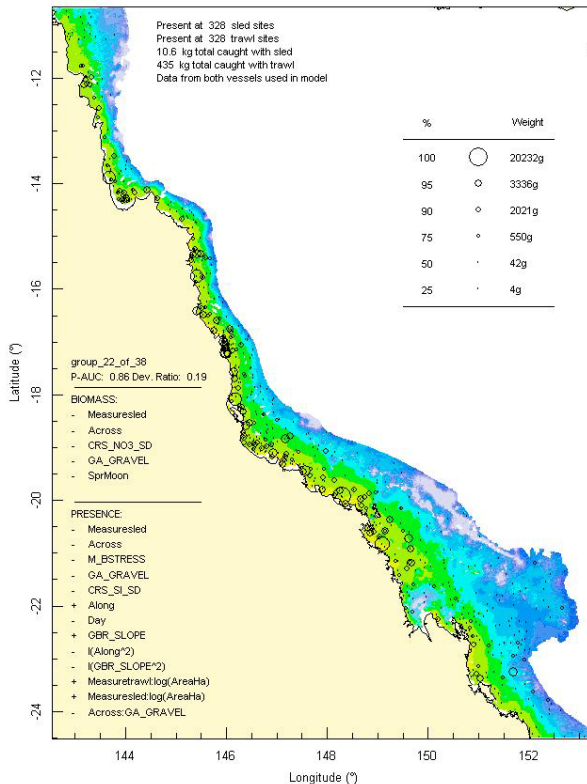 Present at 328 sled sites
Present at 328 trawl sites
10.6 kg total caught with sled
435 kg total caught with trawl
Data from both vessels used in model
% Weight
100 20232g
95 3336g
90 2021g
75 550g
50 42g
25 4g
group_22_of_38
P-AUC: 0.86 Dev. Ratio: 0.19
BIOMASS:
- Measuresled
- Across
- CRS_NO3_SD
- GA_GRAVEL
- SprMoon
PRESENCE:
- Measuresled
- Across
- M_BSTRESS
- GA_GRAVEL
- CRS_SI_SD
+ Along
- Day
+ GBR_SLOPE
- I(Along^2)
- I(GBR_SLOPE^2)
+ Measuretrawl:log(AreaHa)
+ Measuresled:log(AreaHa)
- Across:GA_GRAVEL
Latitude (°)
-12
-14
-16
-18
-20
-22
-24
144 146 148 150 152
Longitude (°)